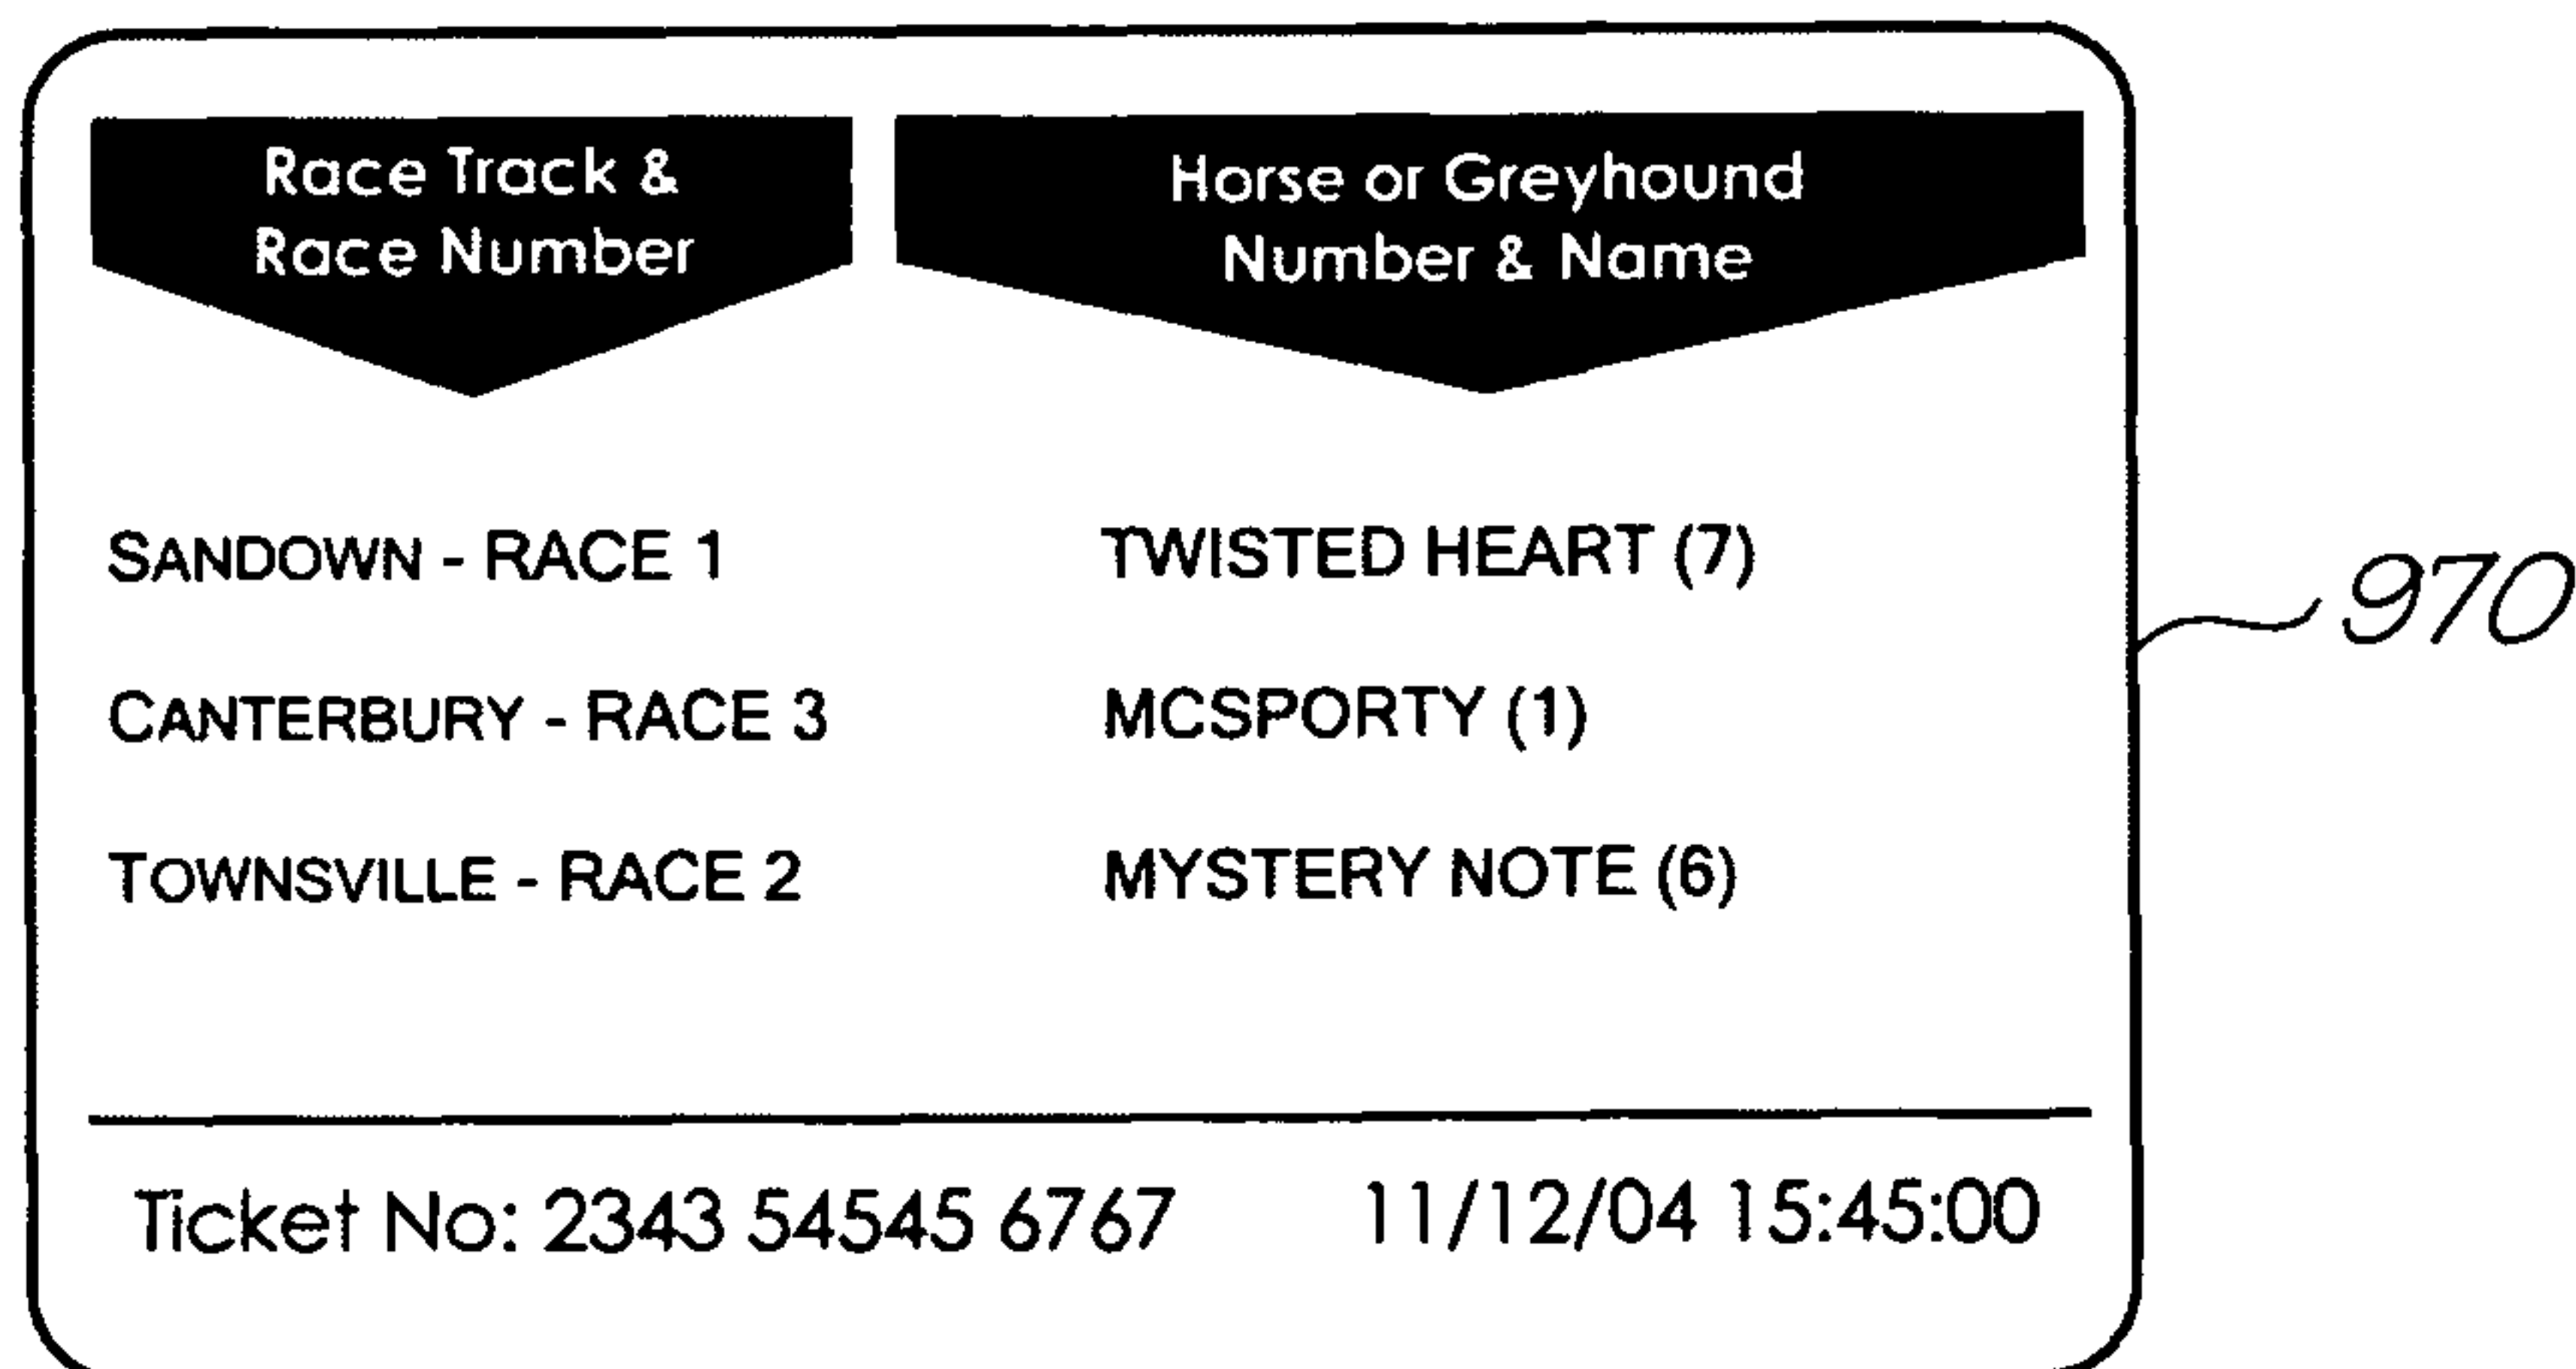 Race Track &
Race Number
Horse or Greyhound
Number & Name
SANDOWN - RACE 1 TWISTED HEART (7)
CANTERBURY - RACE 3 MCSPORTY (1)
TOWNSVILLE - RACE 2 MYSTERY NOTE (6)
970
Ticket No: 2343 54545 6767 11/12/04 15:45:00